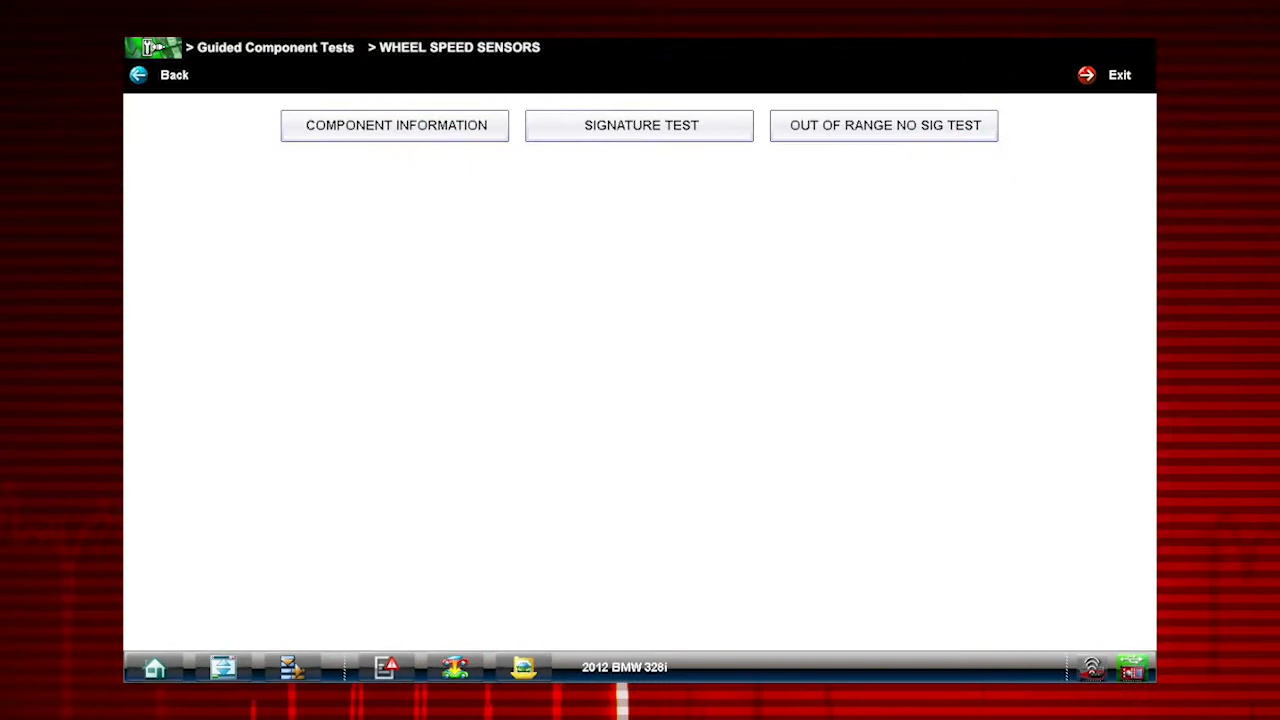 > Guided Component Tests > WHEEL SPEED SENSORS
Back
Exit
COMPONENT INFORMATION
SIGNATURE TEST
OUT OF RANGE NO SIG TEST
2012 BMW 328i